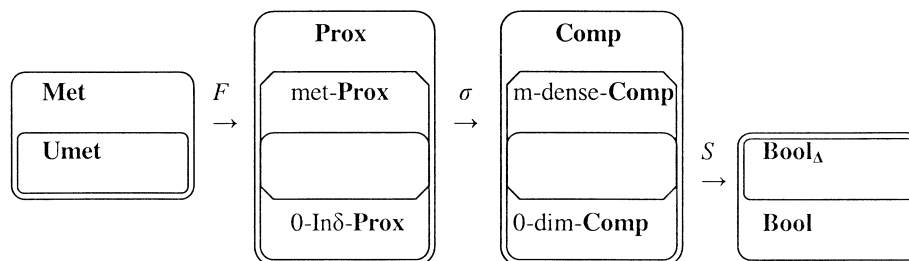 Prox
Comp
Met
F
→
met-Prox
σ
→
m-dense-Comp
Umet
S
→
Bool_Δ
0-Inδ-Prox
0-dim-Comp
Bool